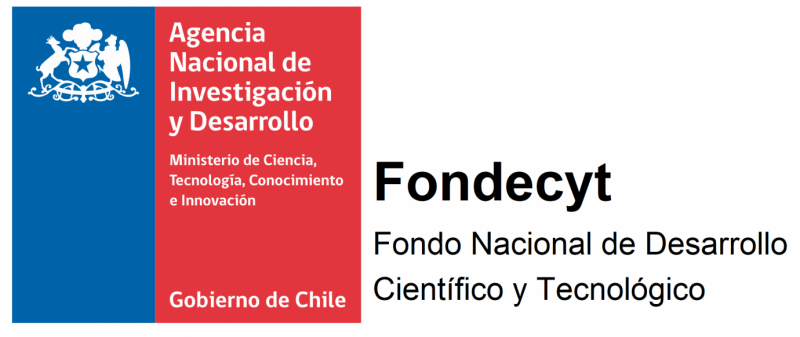 Agencia
Nacional de
Investigación
y Desarrollo
Ministerio de Ciencia,
Tecnología, Conocimiento
e Innovación
Gobierno de Chile
Fondecyt
Fondo Nacional de Desarrollo
Científico y Tecnológico